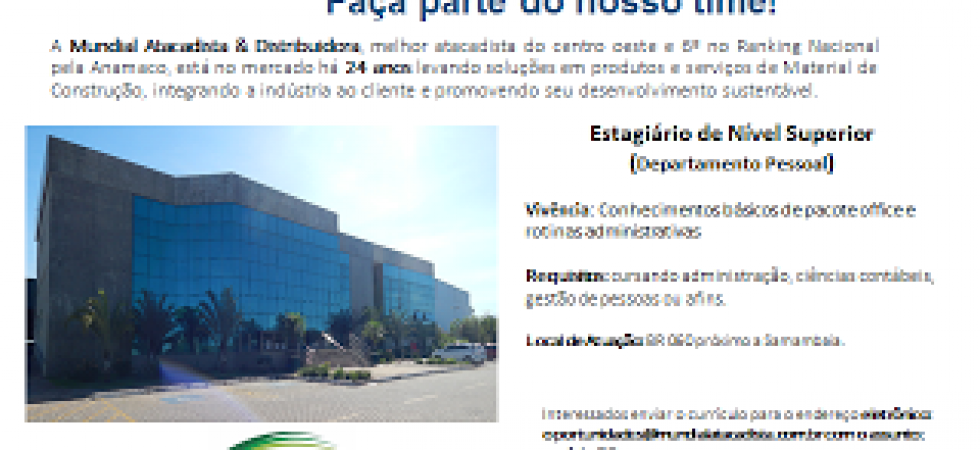 Faça parte do nosso time!
A Mundial Atacadista & Distribuidora, melhor atacadista do centro oeste e 6º no Ranking Nacional
pela Anamaco, está no mercado há 24 anos levando soluções em produtos e serviços de Material de
Construção, integrando a indústria ao cliente e promovendo seu desenvolvimento sustentável.
Estagiário de Nível Superior
(Departamento Pessoal)
Vivência: Conhecimentos básicos de pacote office e
rotinas administrativas
Requisitos: cursando administração, ciências contábeis,
gestão de pessoas ou afins.
Local de Atuação: BR 060 próximo a Samambaia.
Interessados enviar o currículo para o endereço eletrônico:
oportunidades@mundialatacadista.com.br com o assunto: